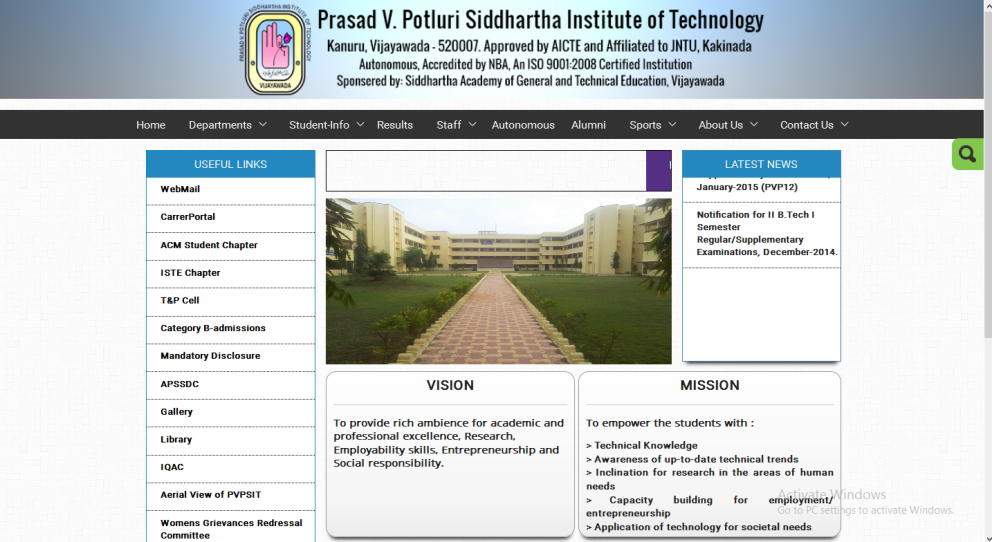 Prasad V. Potluri Siddhartha Institute of Technology
Kanuru, Vijayawada - 520007. Approved by AICTE and Affiliated to JNTU, Kakinada
Autonomous, Accredited by NBA, An ISO 9001:2008 Certified Institution
Sponsered by: Siddhartha Academy of General and Technical Education, Vijayawada
VIJAYAWADA
Home Departments Student-Info Results Staff Autonomous Alumni Sports About Us Contact Us
USEFUL LINKS
WebMail
CarrerPortal
ACM Student Chapter
ISTE Chapter
T&P Cell
Category B-admissions
Mandatory Disclosure
APSSDC
Gallery
Library
IQAC
Aerial View of PVPSIT
Womens Grievances Redressal
Committee
LATEST NEWS
January-2015 (PVP12)
Notification for II B.Tech I
Semester
Regular/Supplementary
Examinations, December-2014.
VISION
To provide rich ambience for academic and
professional excellence, Research,
Employability skills, Entrepreneurship and
Social responsibility.
MISSION
To empower the students with :
> Technical Knowledge
> Awareness of up-to-date technical trends
> Inclination for research in the areas of human
needs
> Capacity building for employment/
entrepreneurship
> Application of technology for societal needs
Activate Windows
Go to PC settings to activate Windows.